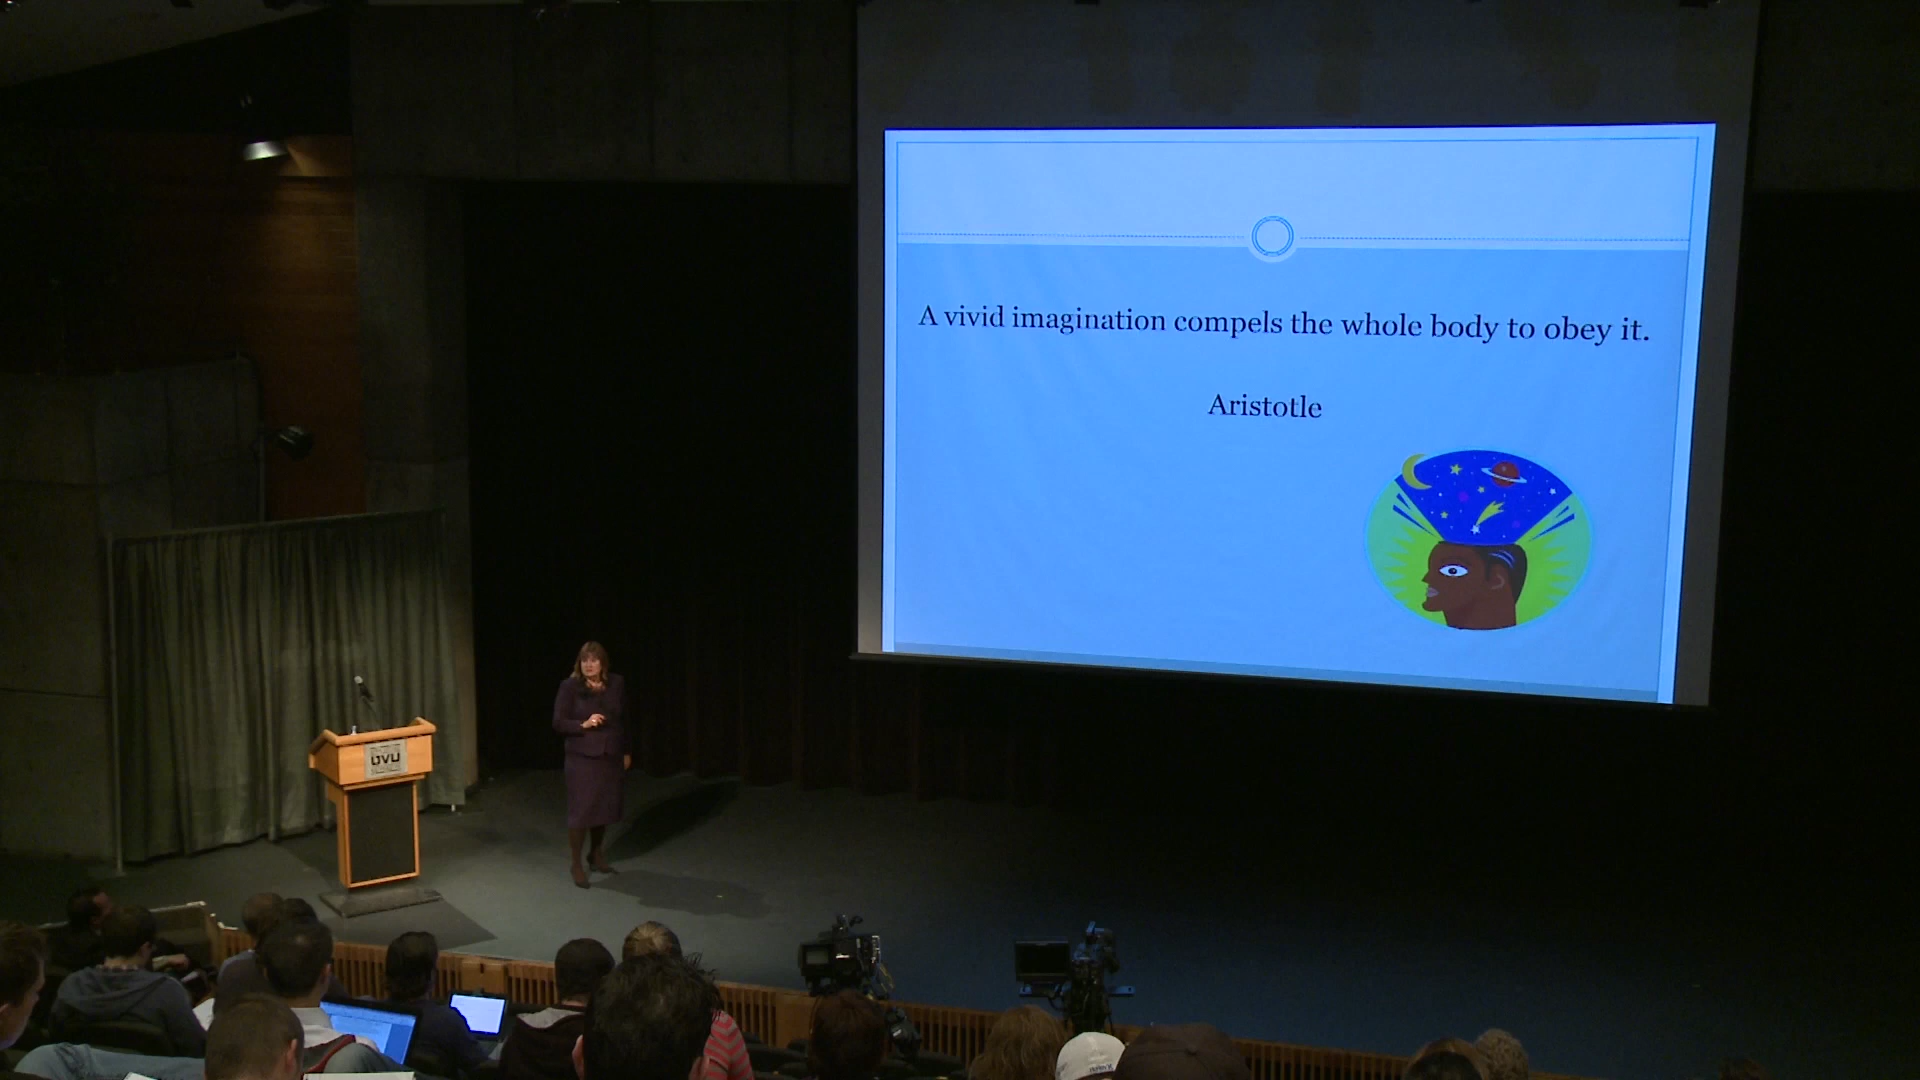 A vivid imagination compels the whole body to obey it.
Aristotle
UVU